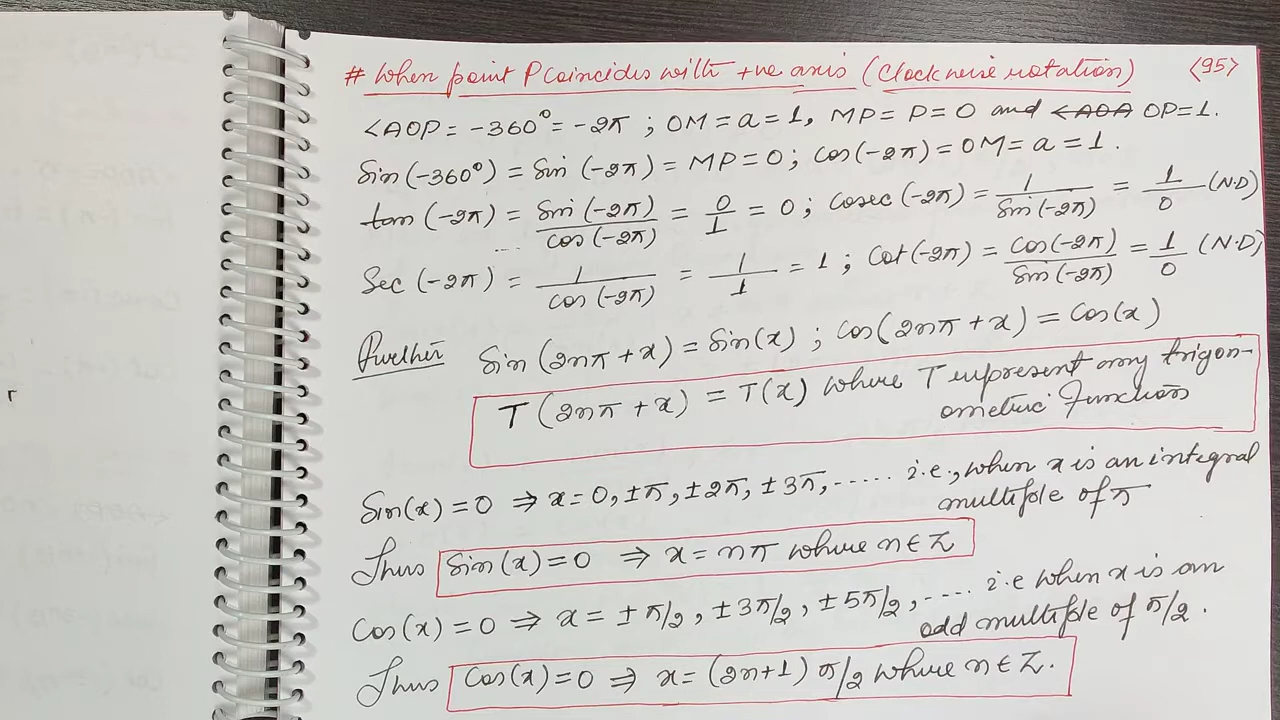 # When point P coincides with +ve axis (Clockwise rotation) <95>
∠AOP = -360° = -2π ; OM = a = 1, MP = P = 0 and OP = 1.
Sin(-360°) = Sin(-2π) = MP = 0 ; Cos(-2π) = OM = a = 1.
tan(-2π) = Sin(-2π)/cos(-2π) = 0/1 = 0 ; Cosec(-2π) = 1/Sin(-2π) = 1/0 (N.D)
Sec(-2π) = 1/cos(-2π) = 1/1 = 1 ; Cot(-2π) = cos(-2π)/Sin(-2π) = 1/0 (N.D)
Further Sin(2nπ + x) = Sin(x) ; Cos(2nπ + x) = Cos(x)
T(2nπ + x) = T(x) where T represent any trigon-
ometric Function
Sin(x) = 0 ⇒ x = 0, ±π, ±2π, ±3π, ..... i.e., when x is an integral
multiple of π
Thus Sin(x) = 0 ⇒ x = nπ where n ∈ Z
Cos(x) = 0 ⇒ x = ±π/2, ±3π/2, ±5π/2, ..... i.e when x is an
odd multiple of π/2.
Thus Cos(x) = 0 ⇒ x = (2n+1) π/2 where n ∈ Z.